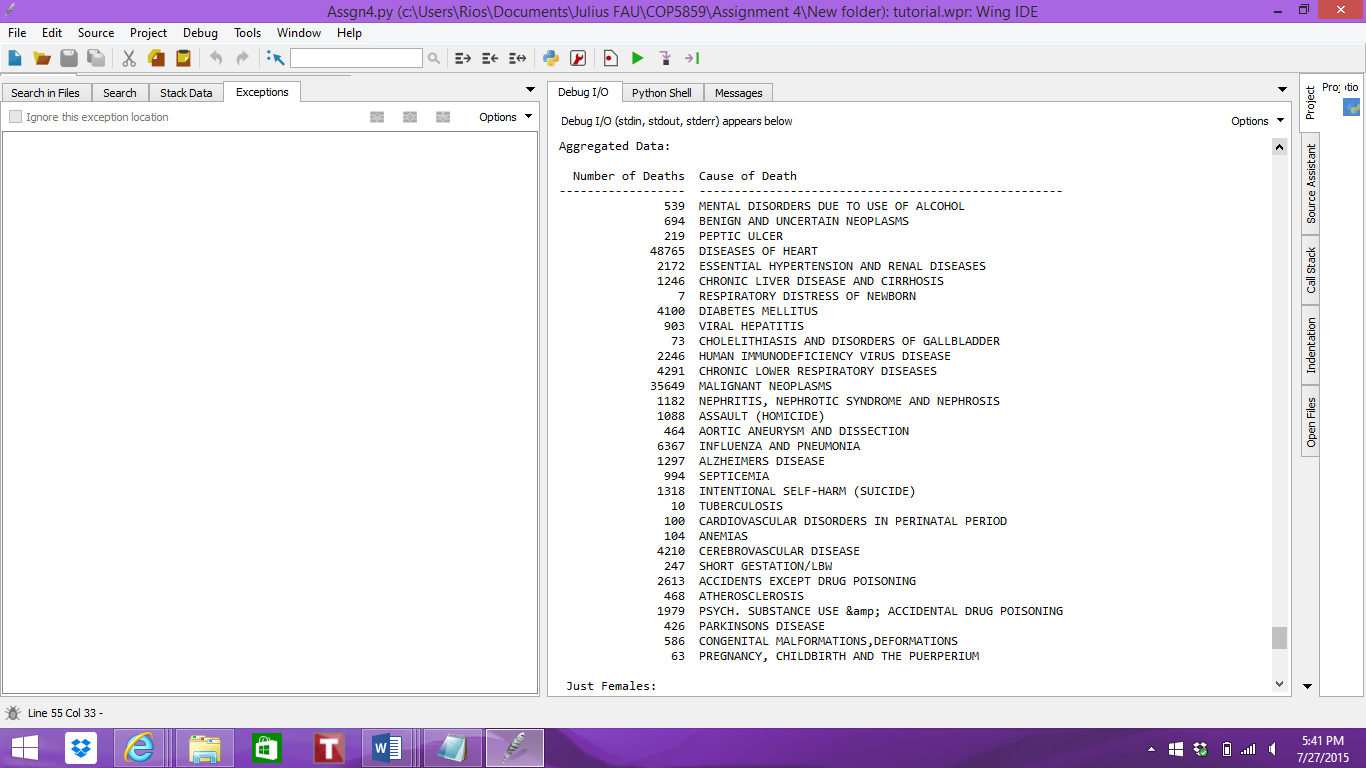 Assgn4.py (c:\Users\Rios\Documents\Julius FAU\COP5859\Assignment 4\New folder): tutorial.wpr: Wing IDE
File Edit Source Project Debug Tools Window Help
Search in Files Search Stack Data Exceptions
Ignore this exception location Options
Debug I/O Python Shell Messages
Debug I/O (stdin, stdout, stderr) appears below Options
Aggregated Data:
Number of Deaths Cause of Death
------------------ ----------------------------------------------------
539 MENTAL DISORDERS DUE TO USE OF ALCOHOL
694 BENIGN AND UNCERTAIN NEOPLASMS
219 PEPTIC ULCER
48765 DISEASES OF HEART
2172 ESSENTIAL HYPERTENSION AND RENAL DISEASES
1246 CHRONIC LIVER DISEASE AND CIRRHOSIS
7 RESPIRATORY DISTRESS OF NEWBORN
4100 DIABETES MELLITUS
903 VIRAL HEPATITIS
73 CHOLELITHIASIS AND DISORDERS OF GALLBLADDER
2246 HUMAN IMMUNODEFICIENCY VIRUS DISEASE
4291 CHRONIC LOWER RESPIRATORY DISEASES
35649 MALIGNANT NEOPLASMS
1182 NEPHRITIS, NEPHROTIC SYNDROME AND NEPHROSIS
1088 ASSAULT (HOMICIDE)
464 AORTIC ANEURYSM AND DISSECTION
6367 INFLUENZA AND PNEUMONIA
1297 ALZHEIMERS DISEASE
994 SEPTICEMIA
1318 INTENTIONAL SELF-HARM (SUICIDE)
10 TUBERCULOSIS
100 CARDIOVASCULAR DISORDERS IN PERINATAL PERIOD
104 ANEMIAS
4210 CEREBROVASCULAR DISEASE
247 SHORT GESTATION/LBW
2613 ACCIDENTS EXCEPT DRUG POISONING
468 ATHEROSCLEROSIS
1979 PSYCH. SUBSTANCE USE &amp; ACCIDENTAL DRUG POISONING
426 PARKINSONS DISEASE
586 CONGENITAL MALFORMATIONS,DEFORMATIONS
63 PREGNANCY, CHILDBIRTH AND THE PUERPERIUM
Just Females:
Project
Source Assistant
Call Stack
Indentation
Open Files
Line 55 Col 33 -
5:41 PM
7/27/2015